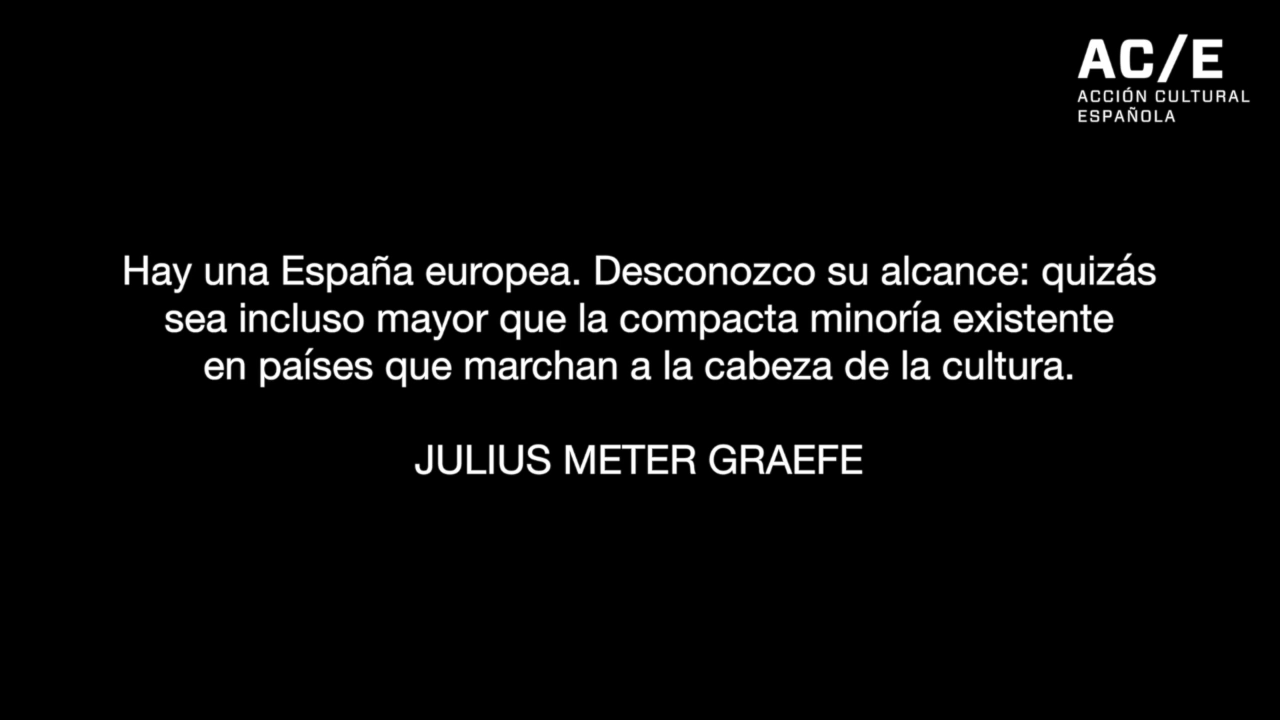 AC/E
ACCIÓN CULTURAL
ESPAÑOLA
Hay una España europea. Desconozco su alcance: quizás
sea incluso mayor que la compacta minoría existente
en países que marchan a la cabeza de la cultura.
JULIUS METER GRAEFE